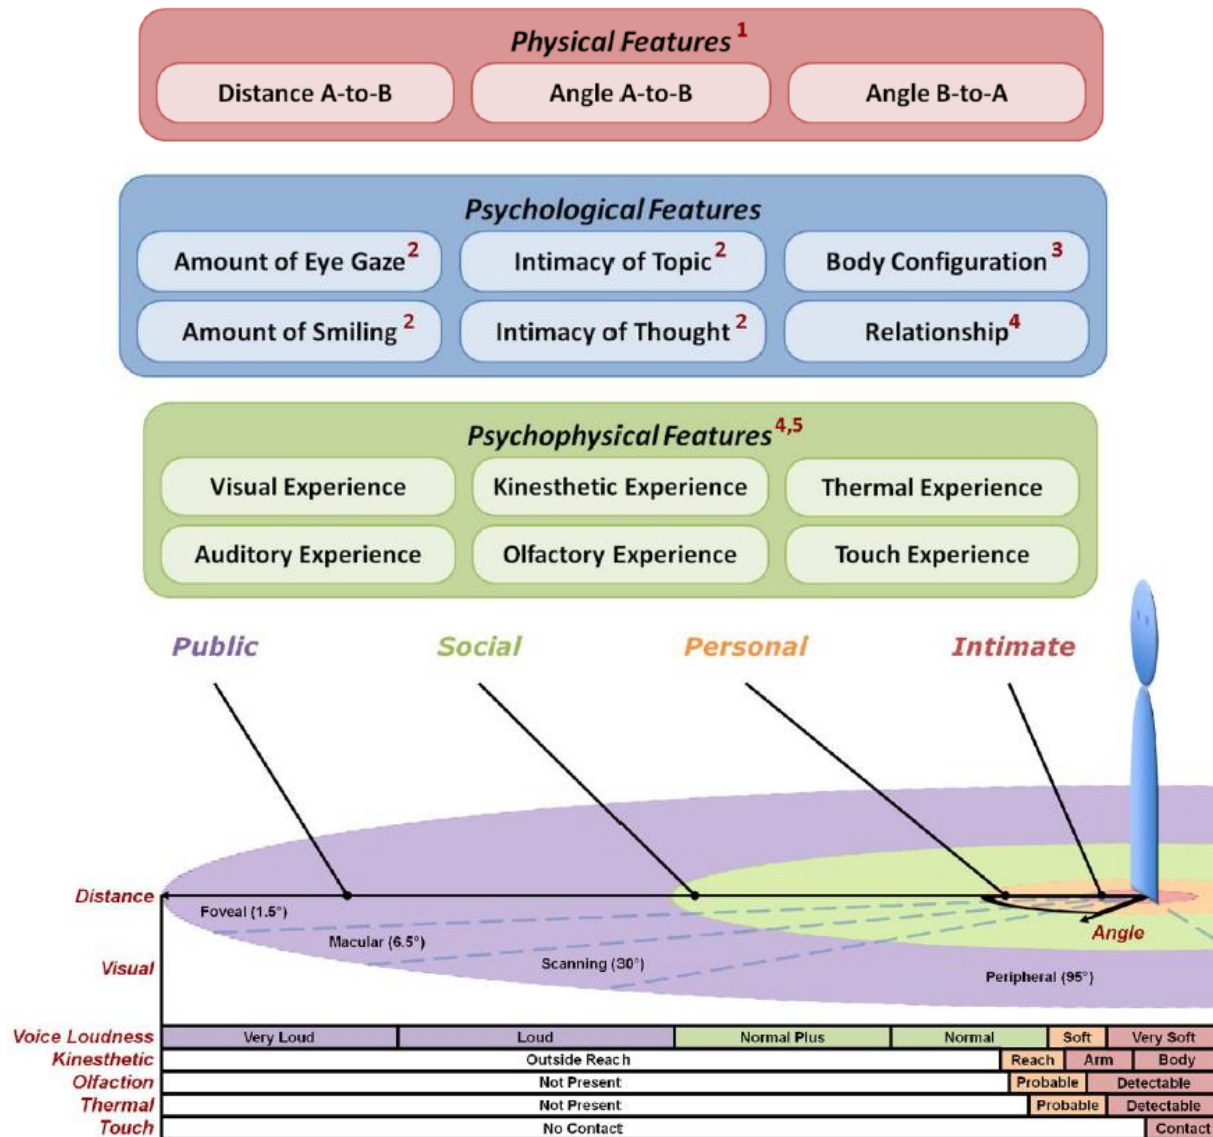 Physical Features 1
Distance A-to-B
Angle A-to-B
Angle B-to-A
Psychological Features
Amount of Eye Gaze 2
Intimacy of Topic 2
Body Configuration 3
Amount of Smiling 2
Intimacy of Thought 2
Relationship 4
Psychophysical Features 4,5
Visual Experience
Kinesthetic Experience
Thermal Experience
Auditory Experience
Olfactory Experience
Touch Experience
Public
Social
Personal
Intimate
Distance
Foveal (1.5°)
Angle
Macular (6.5°)
Visual
Scanning (30°)
Peripheral (95°)
Voice Loudness
Very Loud
Loud
Normal Plus
Normal
Soft
Very Soft
Kinesthetic
Outside Reach
Reach
Arm
Body
Olfaction
Not Present
Probable
Detectable
Thermal
Not Present
Probable
Detectable
Touch
No Contact
Contact